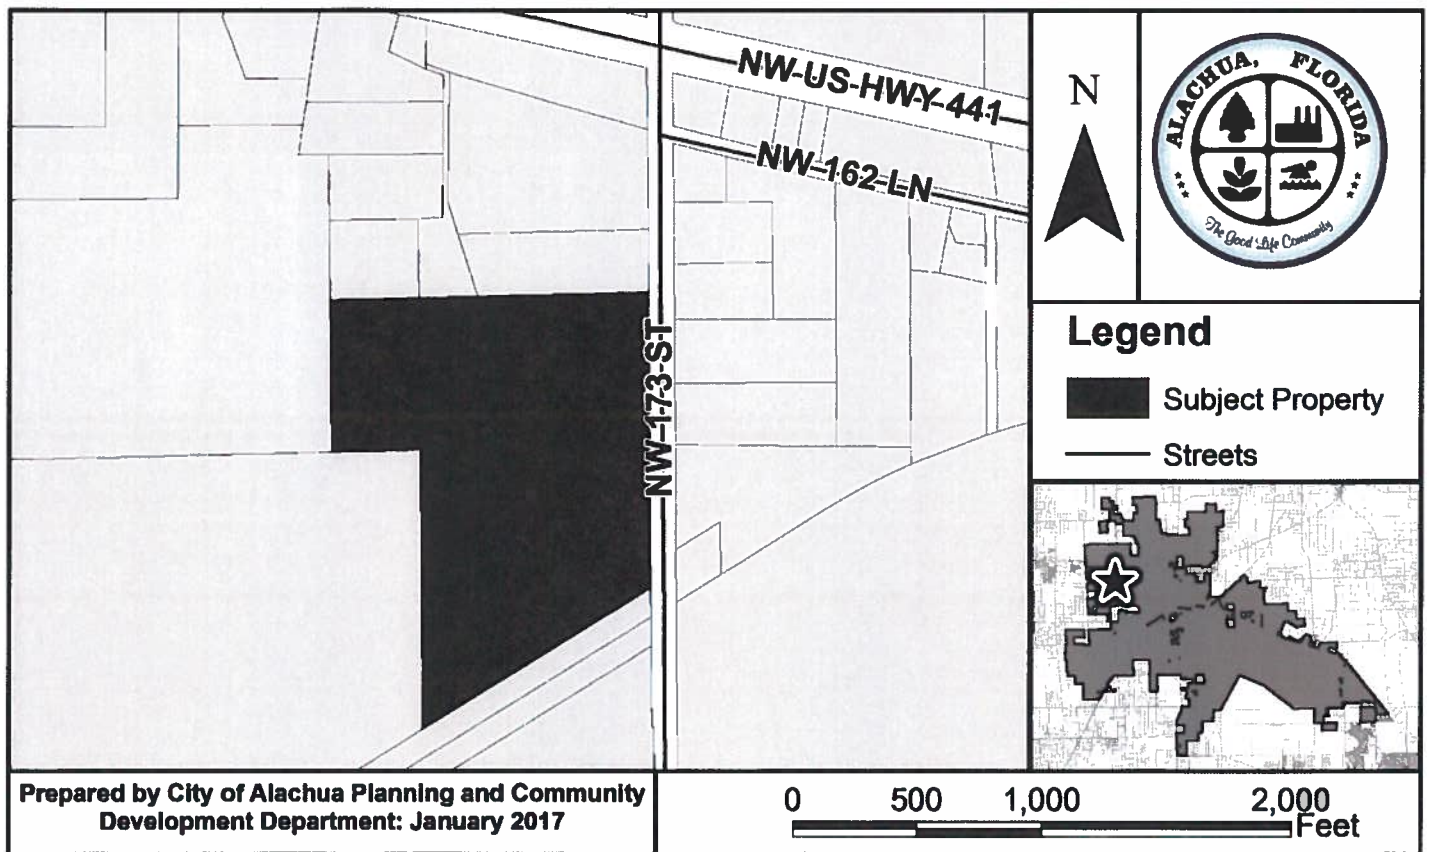 NW-US-HWY-441
NW-162-LN
NW-173-ST
N
ALACHUA, FLORIDA
The Good Life Community
Legend
Subject Property
Streets
Prepared by City of Alachua Planning and Community
Development Department: January 2017
0 500 1,000 2,000
Feet